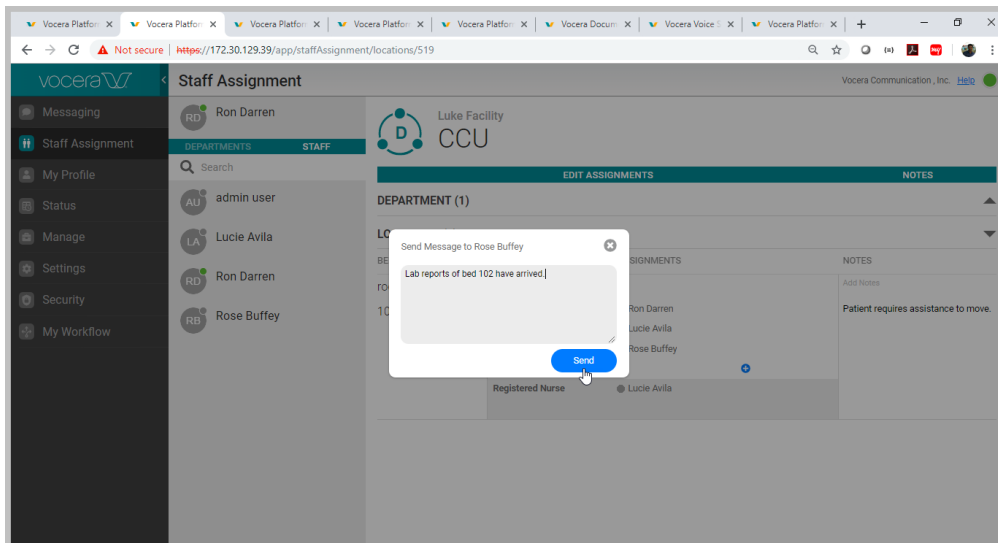 Vocera Platfor
Vocera Platfor
Vocera Platfor
Vocera Platfor
Vocera Platfor
Vocera Docum
Vocera Voice S
Vocera Platfor
Not secure | https://172.30.129.39/app/staffAssignment/locations/519
vocera
Staff Assignment
Vocera Communication , Inc. Help
Messaging
Staff Assignment
My Profile
Status
Manage
Settings
Security
My Workflow
RD Ron Darren
DEPARTMENTS STAFF
Search
AU admin user
LA Lucie Avila
RD Ron Darren
RB Rose Buffey
D
Luke Facility
CCU
EDIT ASSIGNMENTS NOTES
DEPARTMENT (1)
LO
BE
SIGNMENTS
NOTES
ro
Add Notes
10
Ron Darren
Patient requires assistance to move.
Lucie Avila
Rose Buffey
Registered Nurse Lucie Avila
Send Message to Rose Buffey
Lab reports of bed 102 have arrived.
Send